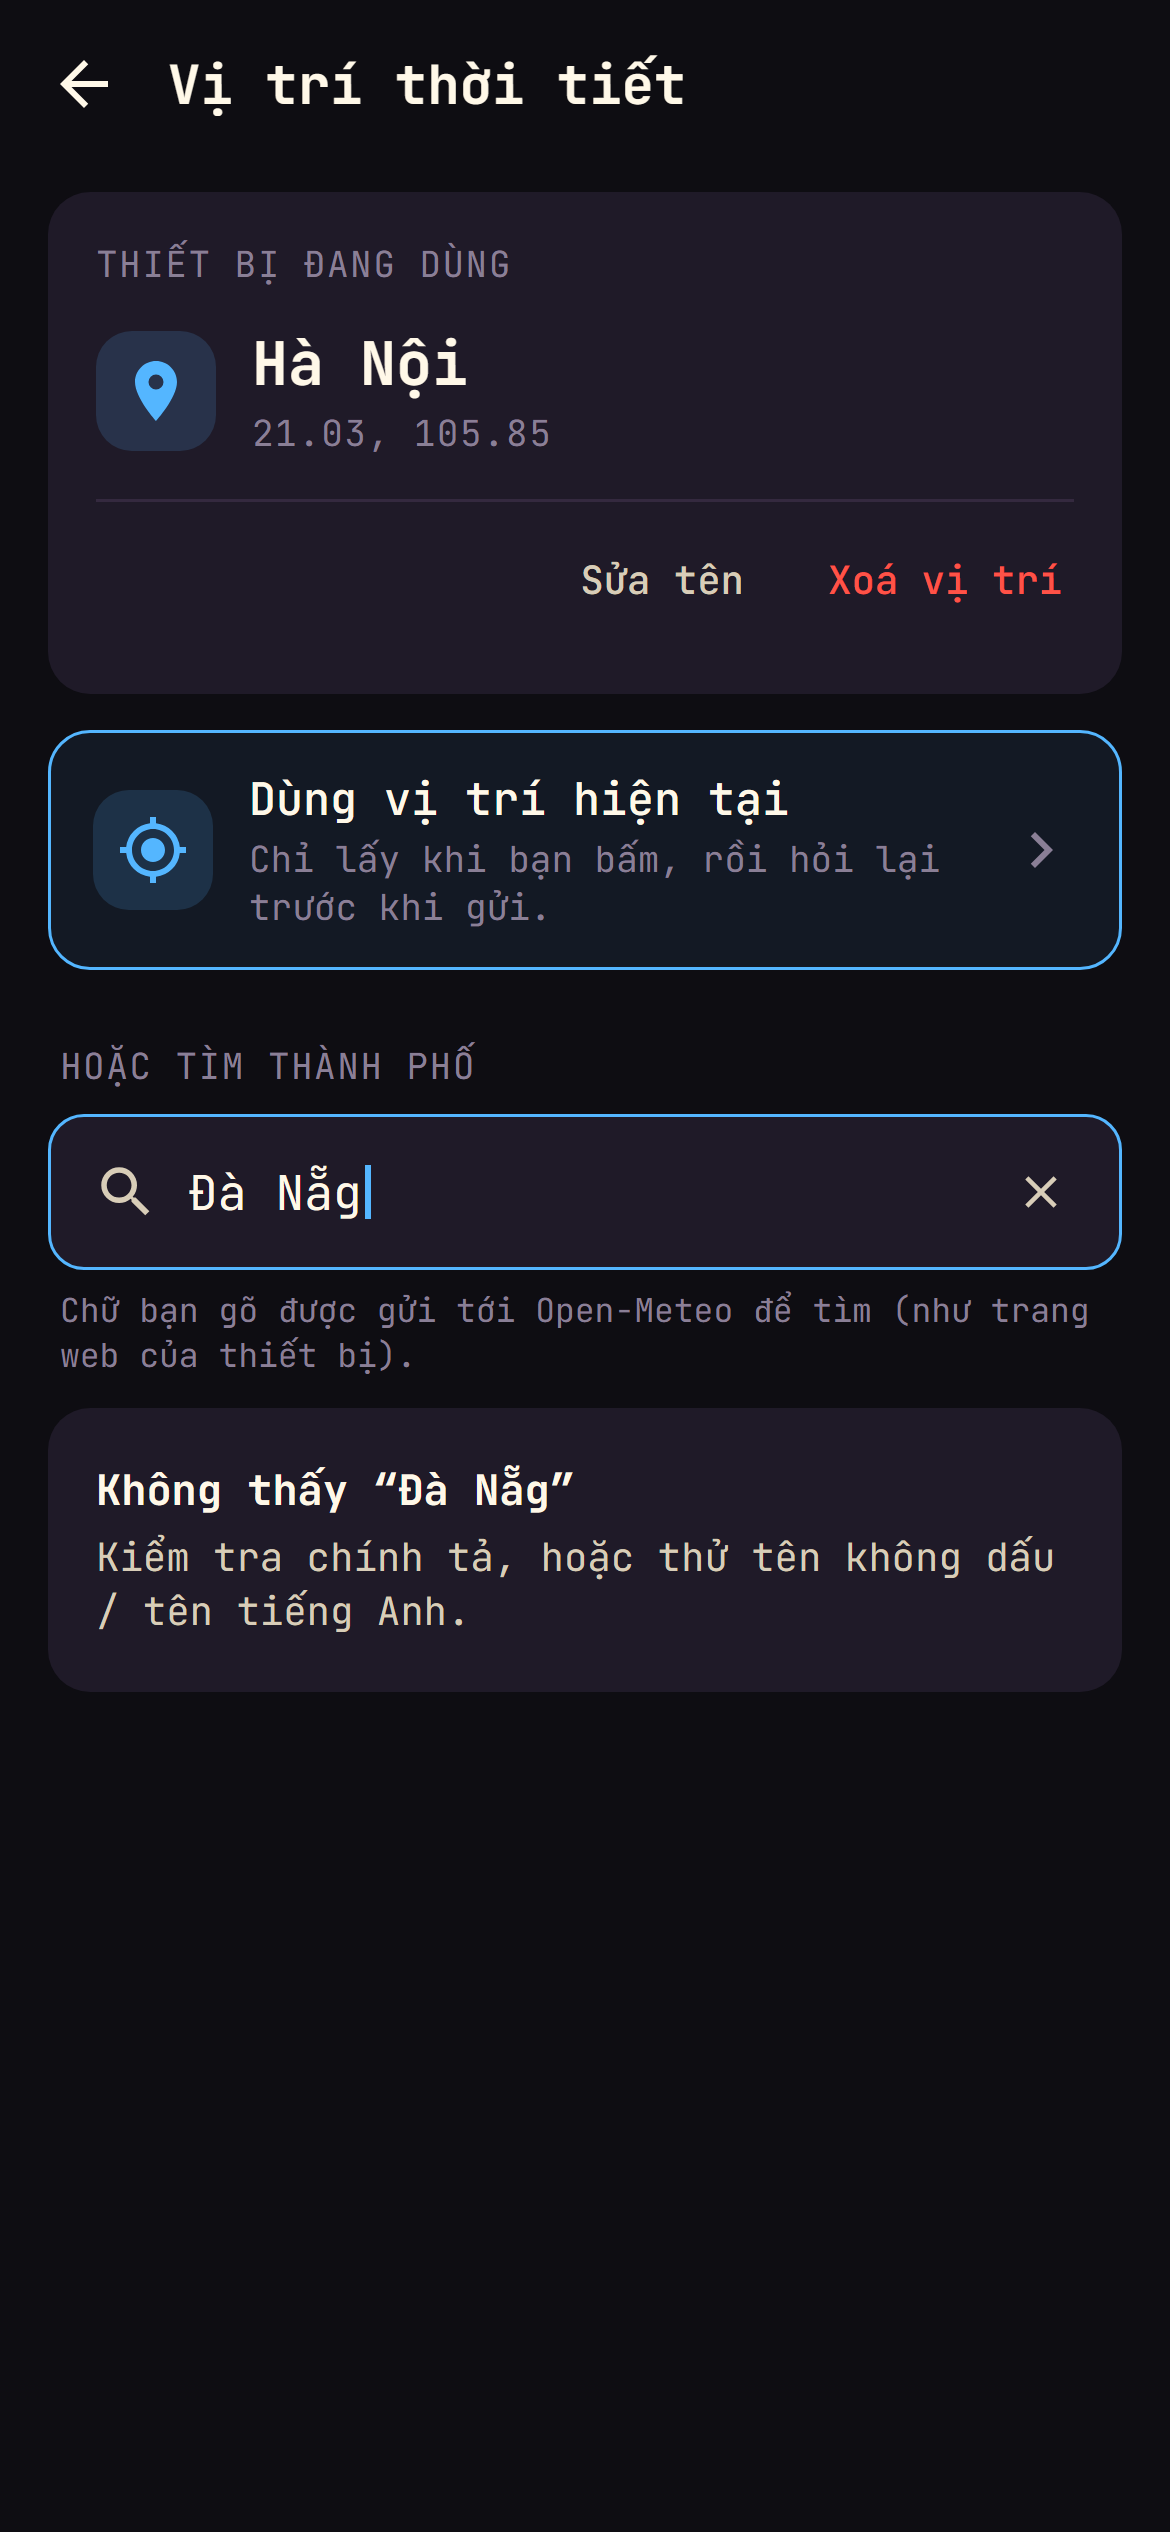 Vị trí thời tiết
THIẾT BỊ ĐANG DÙNG
Hà Nội
21.03, 105.85
Sửa tên
Xoá vị trí
Dùng vị trí hiện tại
Chỉ lấy khi bạn bấm, rồi hỏi lại
trước khi gửi.
HOẶC TÌM THÀNH PHỐ
Đà Nẵg
Chữ bạn gõ được gửi tới Open-Meteo để tìm (như trang
web của thiết bị).
Không thấy “Đà Nẵg”
Kiểm tra chính tả, hoặc thử tên không dấu
/ tên tiếng Anh.